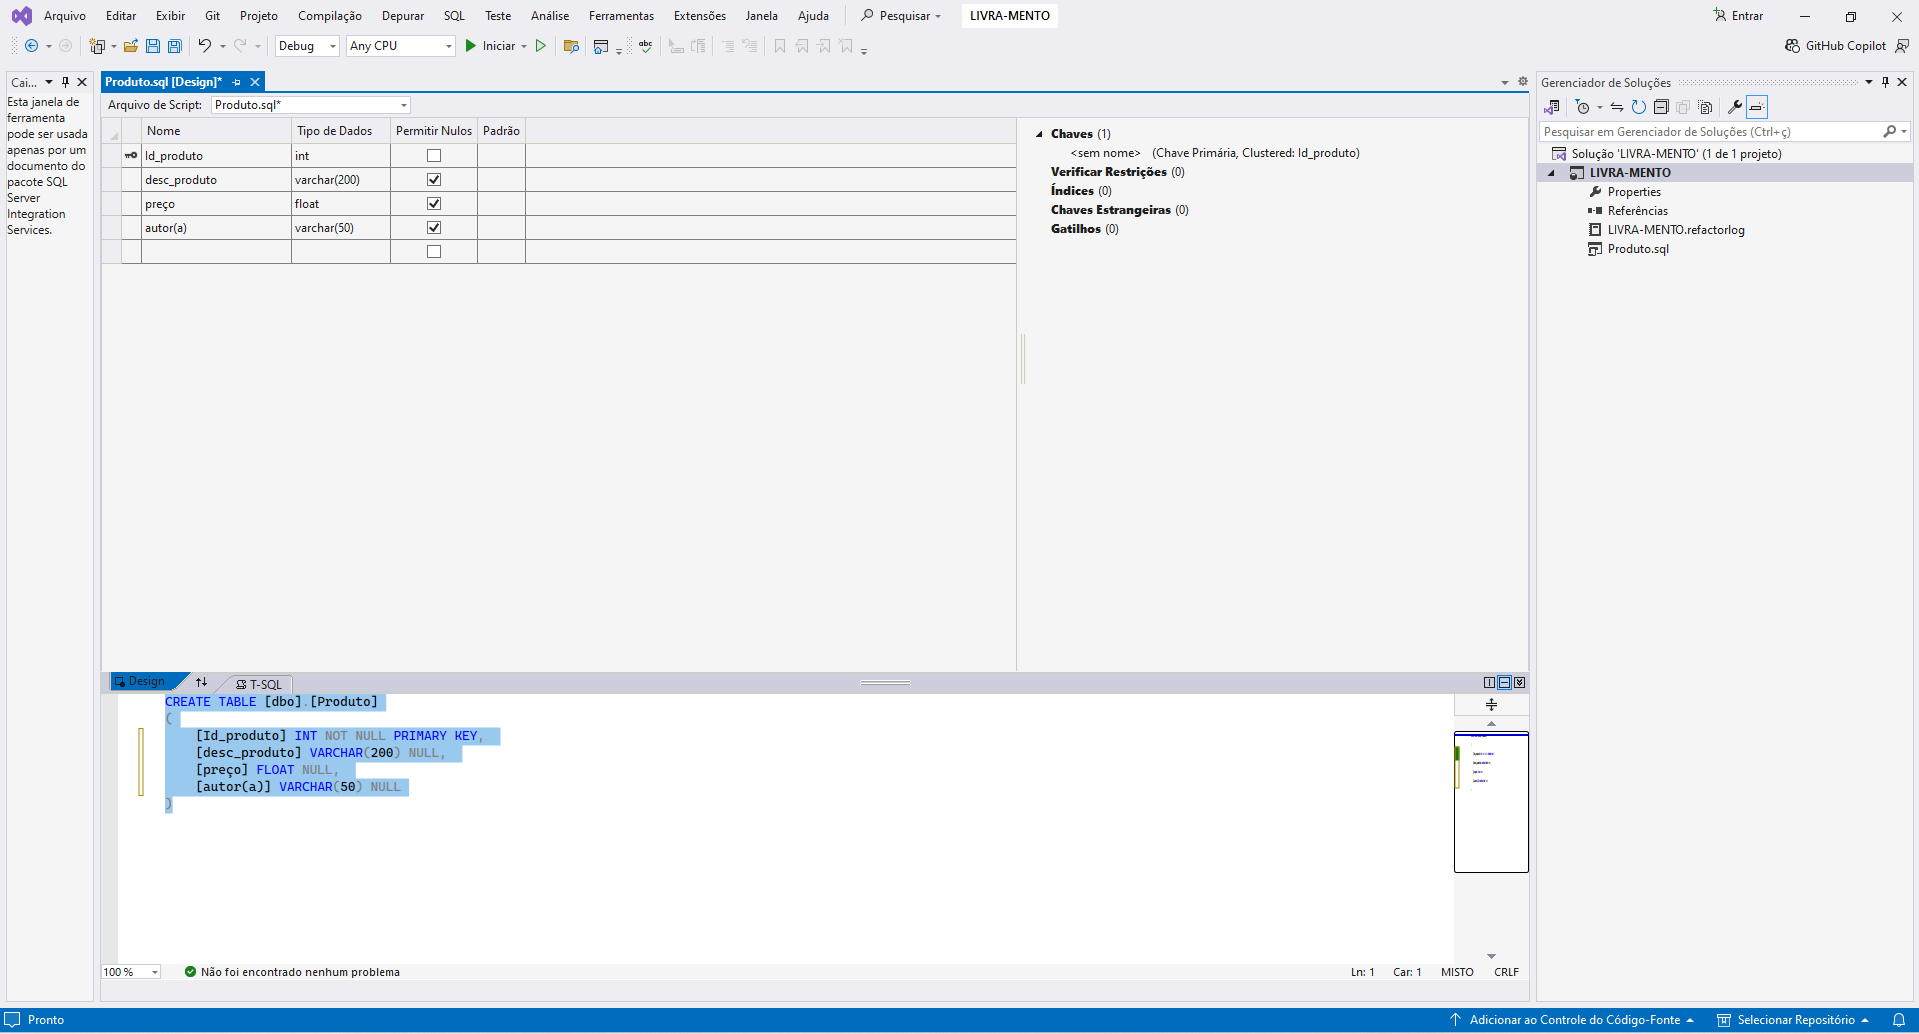 Arquivo Editar Exibir Git Projeto Compilação Depurar SQL Teste Análise Ferramentas Extensões Janela Ajuda Pesquisar LIVRA-MENTO Entrar
Debug Any CPU Iniciar abc GitHub Copilot
Cai...
Esta janela de
ferramenta
pode ser usada
apenas por um
documento do
pacote SQL
Server
Integration
Services.
Produto.sql [Design]*
Arquivo de Script: Produto.sql*
Nome Tipo de Dados Permitir Nulos Padrão
Id_produto int
desc_produto varchar(200)
preço float
autor(a) varchar(50)
Chaves (1)
<sem nome> (Chave Primária, Clustered: Id_produto)
Verificar Restrições (0)
Índices (0)
Chaves Estrangeiras (0)
Gatilhos (0)
Design T-SQL
CREATE TABLE [dbo].[Produto]
(
[Id_produto] INT NOT NULL PRIMARY KEY,
[desc_produto] VARCHAR(200) NULL,
[preço] FLOAT NULL,
[autor(a)] VARCHAR(50) NULL
)
100 % Não foi encontrado nenhum problema Ln: 1 Car: 1 MISTO CRLF
Gerenciador de Soluções
Pesquisar em Gerenciador de Soluções (Ctrl+ç)
Solução 'LIVRA-MENTO' (1 de 1 projeto)
LIVRA-MENTO
Properties
Referências
LIVRA-MENTO.refactorlog
Produto.sql
Pronto Adicionar ao Controle do Código-Fonte Selecionar Repositório